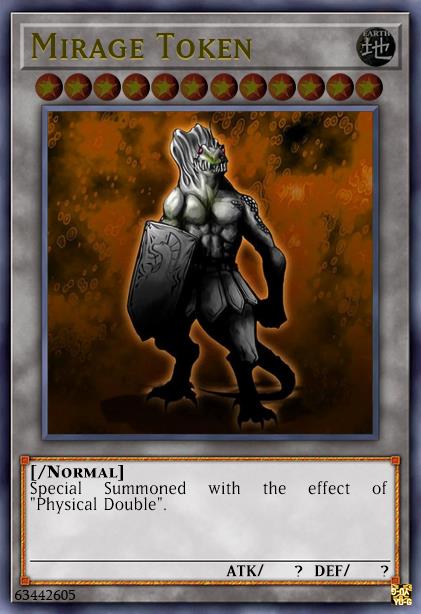 Mirage Token
EARTH
地
[/Normal]
Special Summoned with the effect of
"Physical Double".
ATK/ ? DEF/ ?
63442605